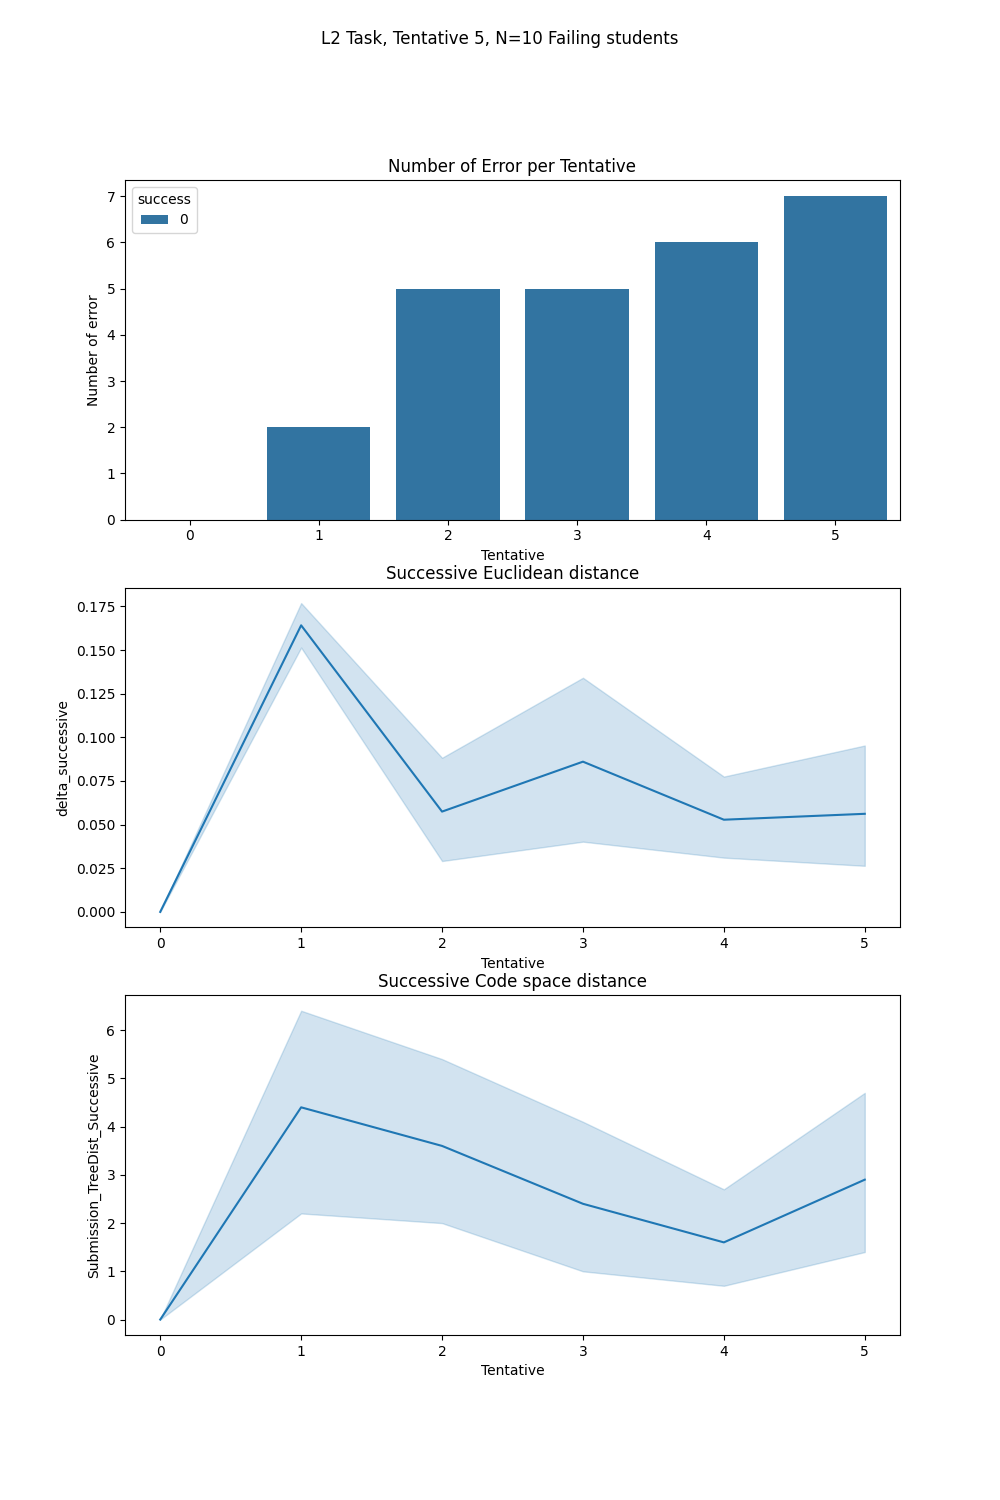 L2 Task, Tentative 5, N=10 Failing students
Number of Error per Tentative
success
0
Number of error
7
6
5
4
3
2
1
0
0 1 2 3 4 5
Tentative
Successive Euclidean distance
delta_successive
0.175
0.150
0.125
0.100
0.075
0.050
0.025
0.000
0 1 2 3 4 5
Tentative
Successive Code space distance
Submission_TreeDist_Successive
6
5
4
3
2
1
0
0 1 2 3 4 5
Tentative